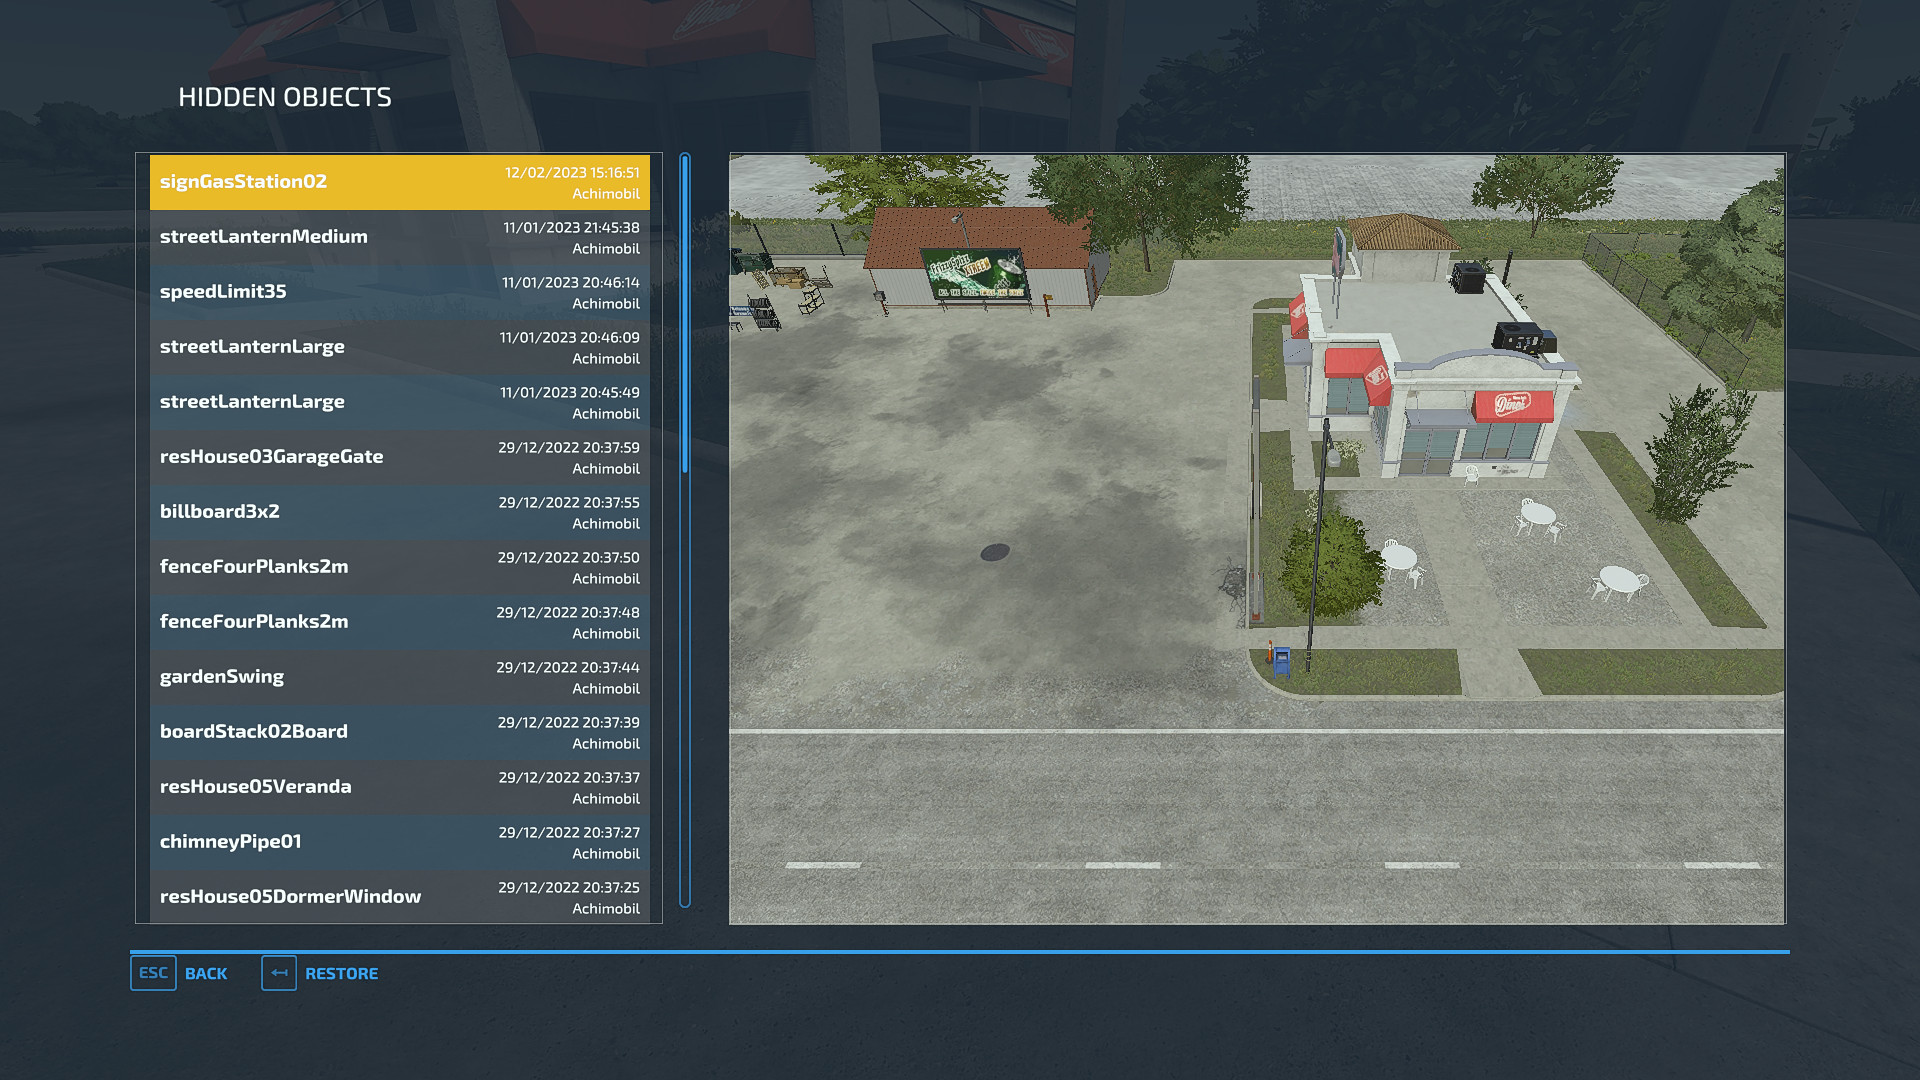 HIDDEN OBJECTS
signGasStation02
12/02/2023 15:16:51
Achimobil
streetLanternMedium
11/01/2023 21:45:38
Achimobil
speedLimit35
11/01/2023 20:46:14
Achimobil
streetLanternLarge
11/01/2023 20:46:09
Achimobil
streetLanternLarge
11/01/2023 20:45:49
Achimobil
resHouse03GarageGate
29/12/2022 20:37:59
Achimobil
billboard3x2
29/12/2022 20:37:55
Achimobil
fenceFourPlanks2m
29/12/2022 20:37:50
Achimobil
fenceFourPlanks2m
29/12/2022 20:37:48
Achimobil
gardenSwing
29/12/2022 20:37:44
Achimobil
boardStack02Board
29/12/2022 20:37:39
Achimobil
resHouse05Veranda
29/12/2022 20:37:37
Achimobil
chimneyPipe01
29/12/2022 20:37:27
Achimobil
resHouse05DormerWindow
29/12/2022 20:37:25
Achimobil
XTREEM
Dinos
ESC BACK
RESTORE